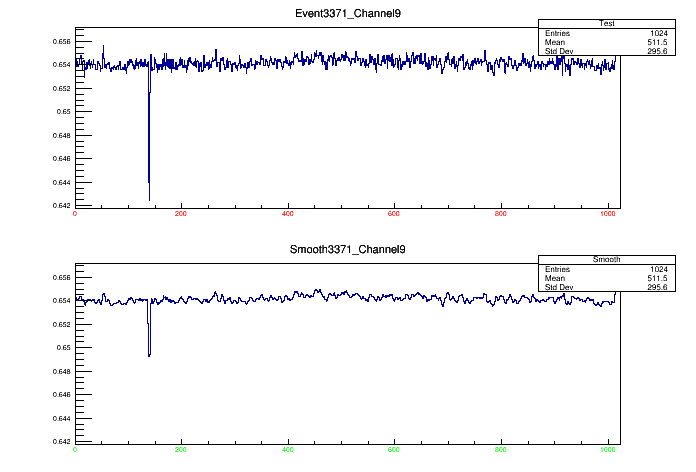 Event3371_Channel9
Test
Entries 1024
Mean 511.5
Std Dev 295.6
0.656
0.654
0.652
0.65
0.648
0.646
0.644
0.642
0 200 400 600 800 1000
Smooth3371_Channel9
Smooth
Entries 1024
Mean 511.5
Std Dev 295.6
0.656
0.654
0.652
0.65
0.648
0.646
0.644
0.642
0 200 400 600 800 1000